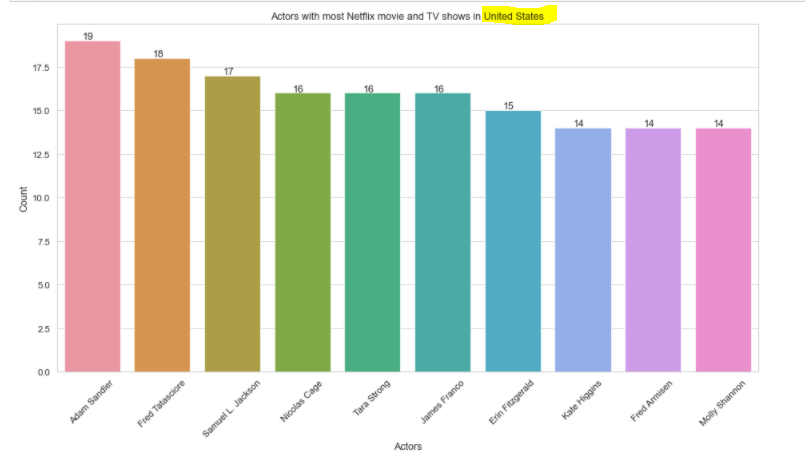 Actors with most Netflix movie and TV shows in United States
19
18
17
16
16
16
15
14
14
14
17.5
15.0
12.5
10.0
7.5
5.0
2.5
0.0
Count
Adam Sandler
Fred Tatasciore
Samuel L. Jackson
Nicolas Cage
Tara Strong
James Franco
Erin Fitzgerald
Kate Higgins
Fred Armisen
Molly Shannon
Actors